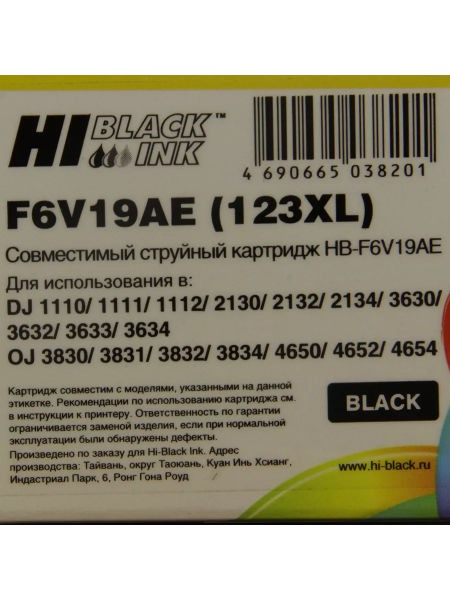 HI BLACK INK™
4 690665 038201
F6V19AE (123XL)
Совместимый струйный картридж HB-F6V19AE
Для использования в:
DJ 1110/ 1111/ 1112/ 2130/ 2132/ 2134/ 3630/
3632/ 3633/ 3634
OJ 3830/ 3831/ 3832/ 3834/ 4650/ 4652/ 4654
Картридж совместим с моделями, указанными на данной
этикетке. Рекомендации по использованию картриджа см.
в инструкции к принтеру. Ответственность по гарантии
ограничивается заменой изделия, если при нормальной
эксплуатации были обнаружены дефекты.
BLACK
Произведено по заказу для Hi-Black Ink. Адрес
производства: Тайвань, округ Таоюань, Куан Инь Хсианг,
Индастриал Парк, 6, Ронг Гона Роуд
www.hi-black.ru